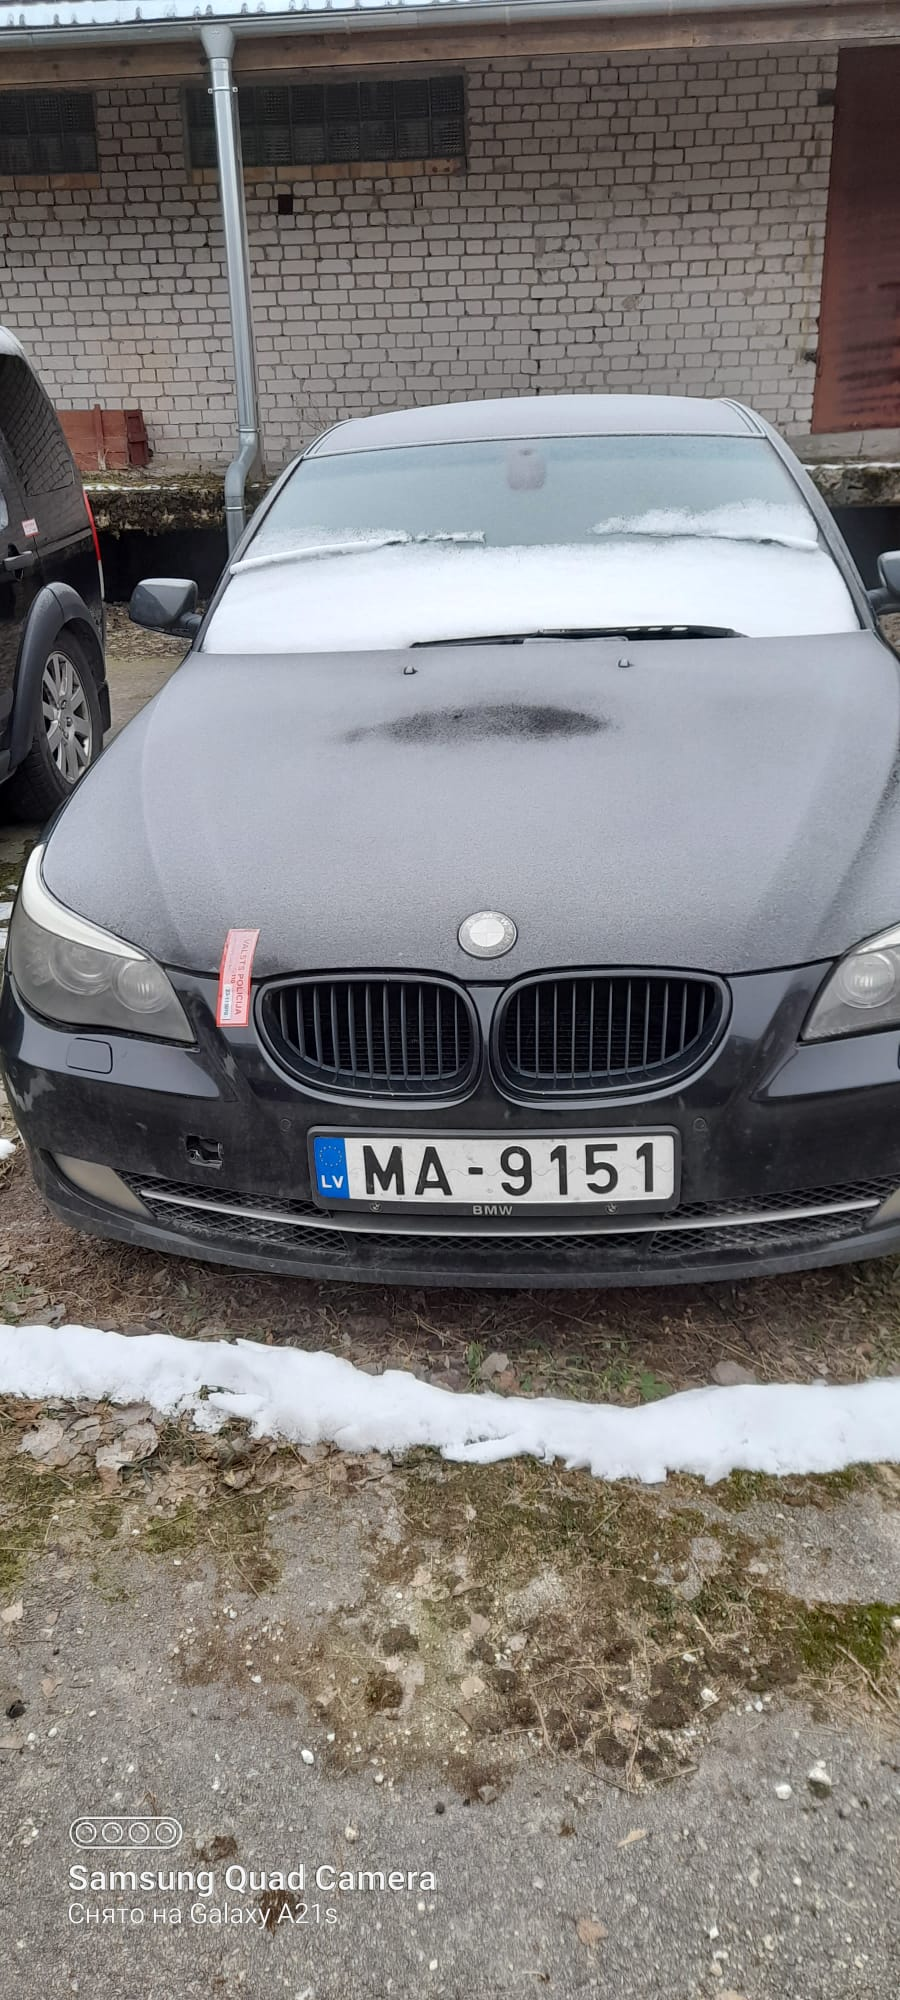 VALSTS POLICIJA
LV MA-9151
BMW
Samsung Quad Camera
Снято на Galaxy A21s